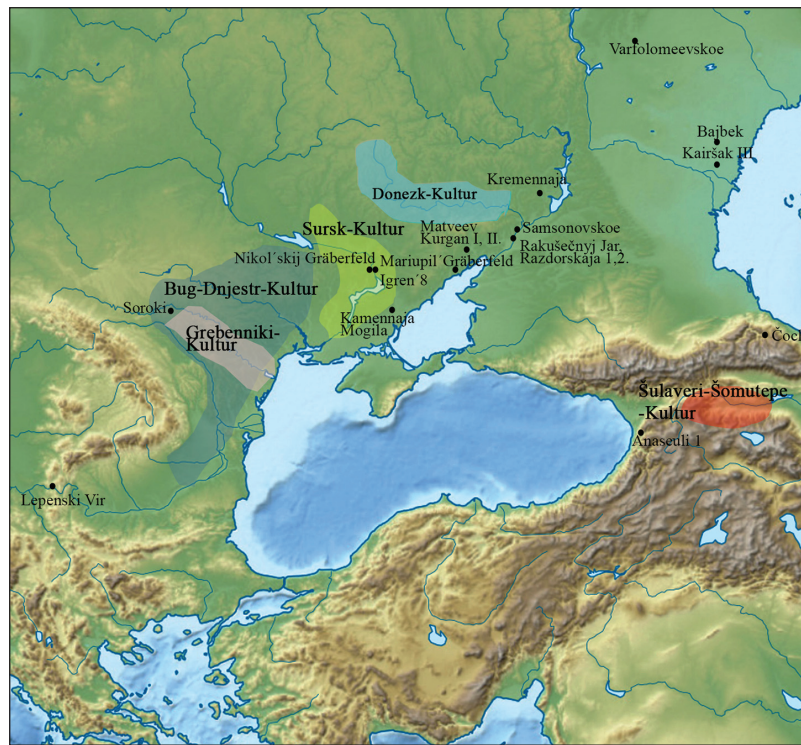 Varfolomeevskoe
Bajbek
Kairšak III
Kremennaja
Donezk-Kultur
Sursk-Kultur
Matveev
Kurgan I, II.
Samsonovskoe
Rakušečnyj Jar,
Razdorskaja 1,2.
Nikol´skij Gräberfeld
Mariupil´Gräberfeld
Igren´8
Bug-Dnjestr-Kultur
Soroki
Kamennaja
Mogila
Grebenniki-
Kultur
Čoch
Šulaveri-Šomutepe
-Kultur
Anaseuli 1
Lepenski Vir